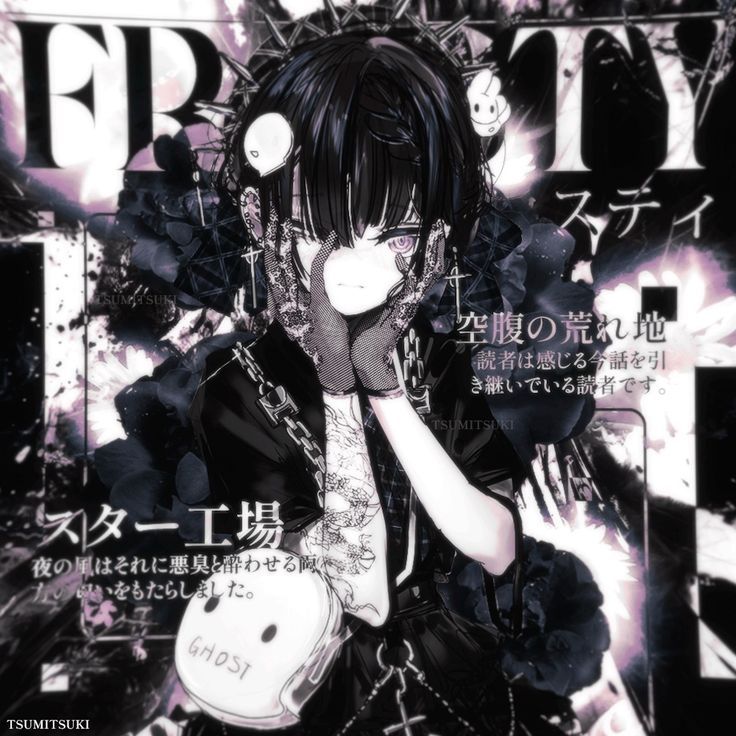 FR STY
スティ
TSUMITSUKI
空腹の荒れ地
読者は感じる今話を引
き継いでいる読者です。
TSUMITSUKI
スター工場
夜の風はそれに悪臭と酔わせる
いをもたらしました。
GHOST
TSUMITSUKI